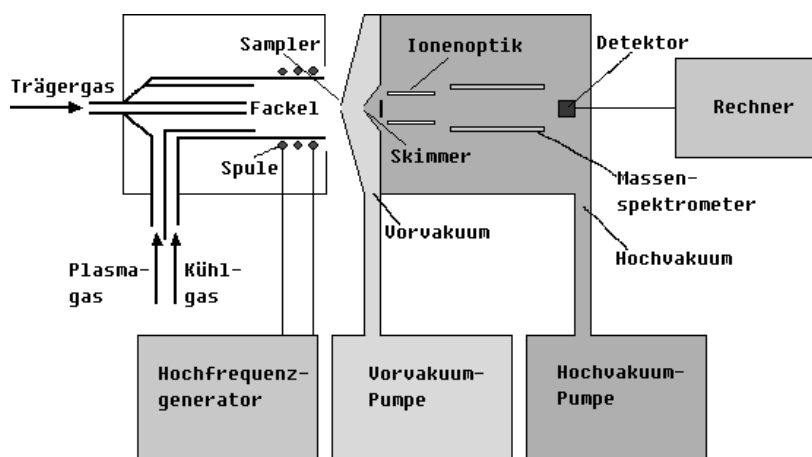 Sampler
Ionenoptik
Detektor
Trägergas
Fackel
Rechner
Spule
Skimmer
Massen-
spektrometer
Vorvakuum
Hochvakuum
Plasma-
gas
Kühl-
gas
Hochfrequenz-
generator
Vorvakuum-
Pumpe
Hochvakuum-
Pumpe